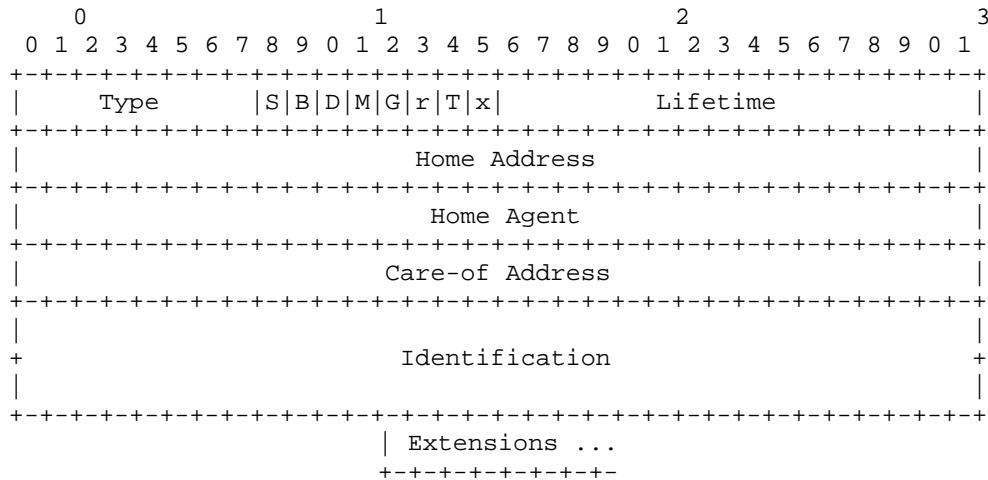 0 1 2 3
0 1 2 3 4 5 6 7 8 9 0 1 2 3 4 5 6 7 8 9 0 1 2 3 4 5 6 7 8 9 0 1
+-+-+-+-+-+-+-+-+-+-+-+-+-+-+-+-+-+-+-+-+-+-+-+-+-+-+-+-+-+-+-+-+
| Type |S|B|D|M|G|r|T|x| Lifetime |
+-+-+-+-+-+-+-+-+-+-+-+-+-+-+-+-+-+-+-+-+-+-+-+-+-+-+-+-+-+-+-+-+
| Home Address |
+-+-+-+-+-+-+-+-+-+-+-+-+-+-+-+-+-+-+-+-+-+-+-+-+-+-+-+-+-+-+-+-+
| Home Agent |
+-+-+-+-+-+-+-+-+-+-+-+-+-+-+-+-+-+-+-+-+-+-+-+-+-+-+-+-+-+-+-+-+
| Care-of Address |
+-+-+-+-+-+-+-+-+-+-+-+-+-+-+-+-+-+-+-+-+-+-+-+-+-+-+-+-+-+-+-+-+
| |
+ Identification +
| |
+-+-+-+-+-+-+-+-+-+-+-+-+-+-+-+-+-+-+-+-+-+-+-+-+-+-+-+-+-+-+-+-+
| Extensions ...
+-+-+-+-+-+-+-+-